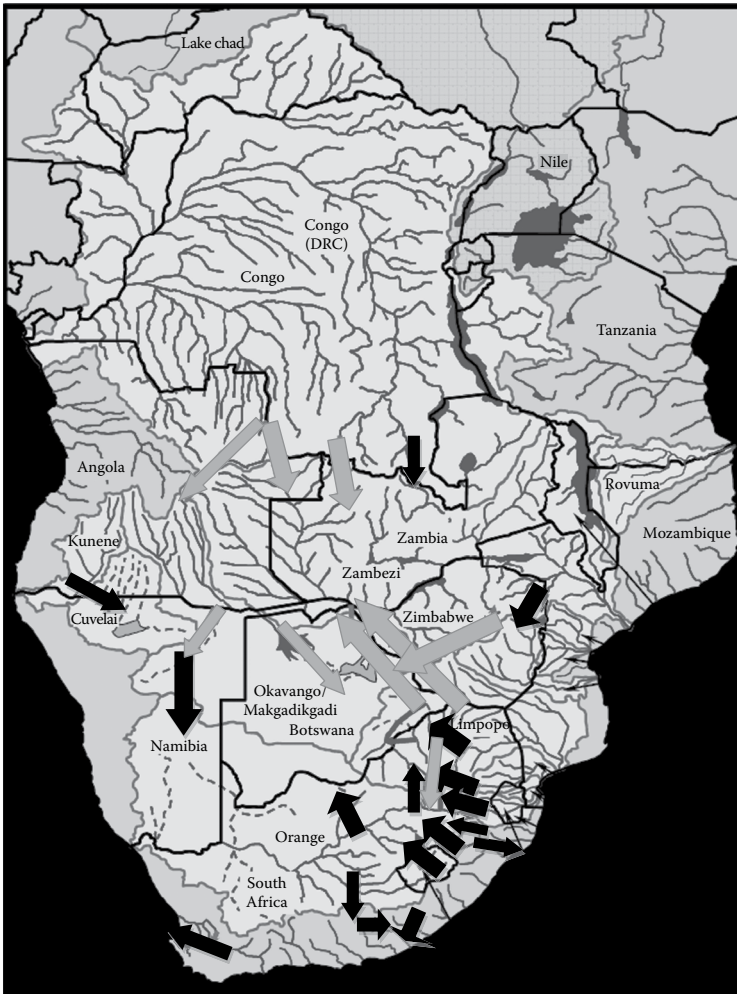 Lake chad
Nile
Congo
(DRC)
Congo
Tanzania
Angola
Rovuma
Kunene
Zambia
Mozambique
Zambezi
Cuvelai
Zimbabwe
Okavango/
Makgadikgadi
Botswana
Limpopo
Namibia
Orange
South
Africa